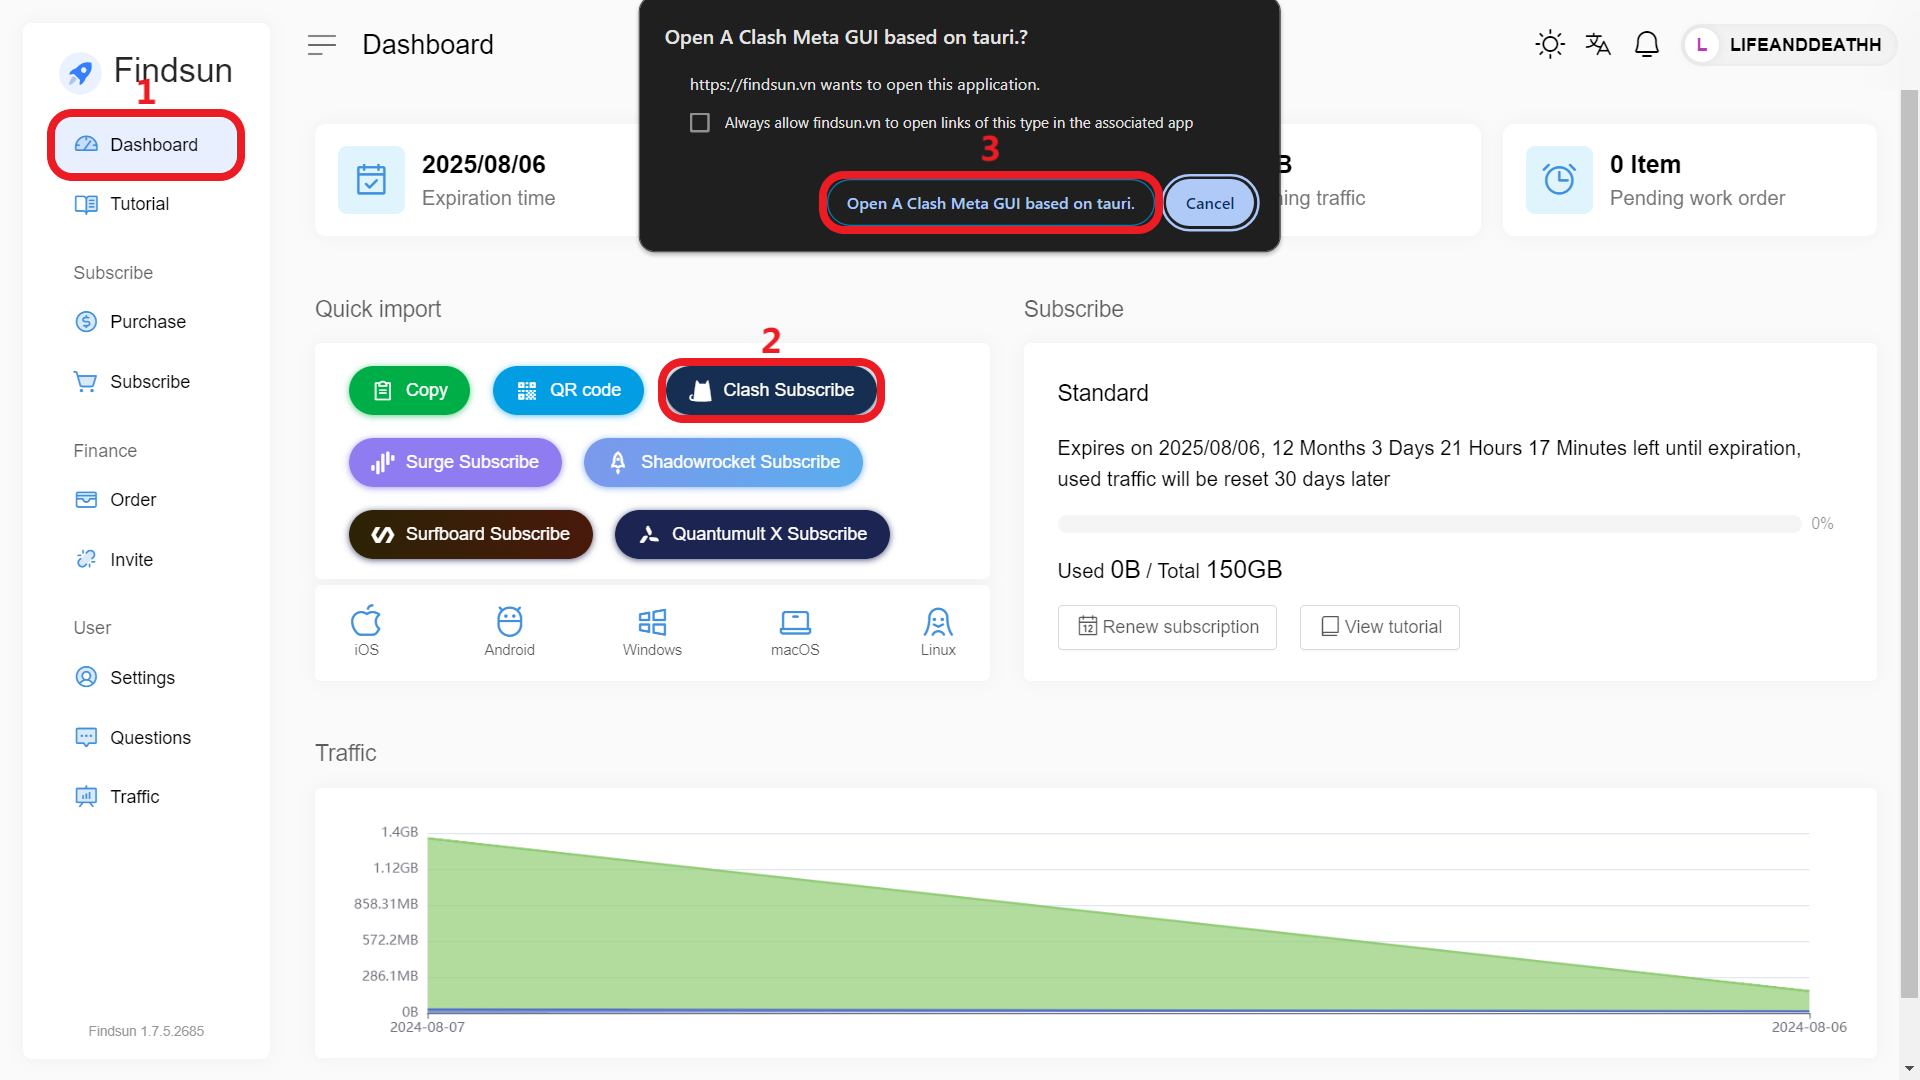 Findsun
1
Dashboard
Tutorial
Subscribe
Purchase
Subscribe
Finance
Order
Invite
User
Settings
Questions
Traffic
Findsun 1.7.5.2685
Dashboard
L LIFEANDDEATHH
Open A Clash Meta GUI based on tauri.?
https://findsun.vn wants to open this application.
Always allow findsun.vn to open links of this type in the associated app
3
Open A Clash Meta GUI based on tauri.
Cancel
2025/08/06
Expiration time
B
ing traffic
0 Item
Pending work order
Quick import
2
Copy
QR code
Clash Subscribe
Surge Subscribe
Shadowrocket Subscribe
Surfboard Subscribe
Quantumult X Subscribe
iOS
Android
Windows
macOS
Linux
Subscribe
Standard
Expires on 2025/08/06, 12 Months 3 Days 21 Hours 17 Minutes left until expiration,
used traffic will be reset 30 days later
0%
Used 0B / Total 150GB
12 Renew subscription
View tutorial
Traffic
1.4GB
1.12GB
858.31MB
572.2MB
286.1MB
0B
2024-08-07
2024-08-06